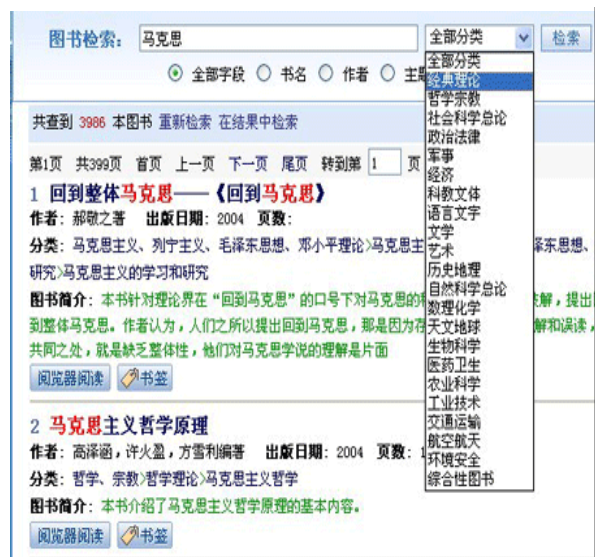 图书检索： 马克思 全部分类 检索
全部字段 书名 作者 主
全部分类
经典理论
哲学宗教
社会科学总论
政治法律
军事
经济
科教文体
语言文字
文学
艺术
历史地理
自然科学总论
数理化学
天文地球
生物科学
医药卫生
农业科学
工业技术
交通运输
航空航天
环境安全
综合性图书
共查到 3986 本图书 重新检索 在结果中检索
第1页 共399页 首页 上一页 下一页 尾页 转到第 1 页
1 回到整体马克思——《回到马克思》
作者：郝敬之著 出版日期：2004 页数：
分类：马克思主义、列宁主义、毛泽东思想、邓小平理论>马克思主 泽东思想、
研究>马克思主义的学习和研究
图书简介：本书针对理论界在“回到马克思”的口号下对马克思的 解，提出
到整体马克思。作者认为，人们之所以提出回到马克思，那是因为存 解和误读，
共同之处，就是缺乏整体性，他们对马克思学说的理解是片面
阅览器阅读 书签
2 马克思主义哲学原理
作者：高泽涵，许火盈，方雪利编著 出版日期：2004 页数：1
分类：哲学、宗教>哲学理论>马克思主义哲学
图书简介：本书介绍了马克思主义哲学原理的基本内容。
阅览器阅读 书签